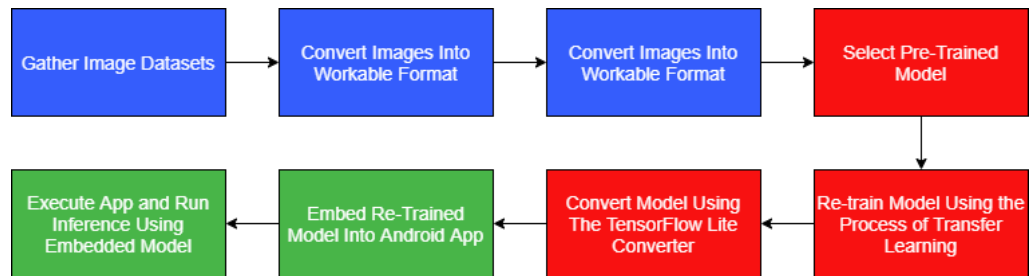 Gather Image Datasets
Convert Images Into
Workable Format
Convert Images Into
Workable Format
Select Pre-Trained
Model
Re-train Model Using the
Process of Transfer
Learning
Convert Model Using
The TensorFlow Lite
Converter
Embed Re-Trained
Model Into Android App
Execute App and Run
Inference Using
Embedded Model